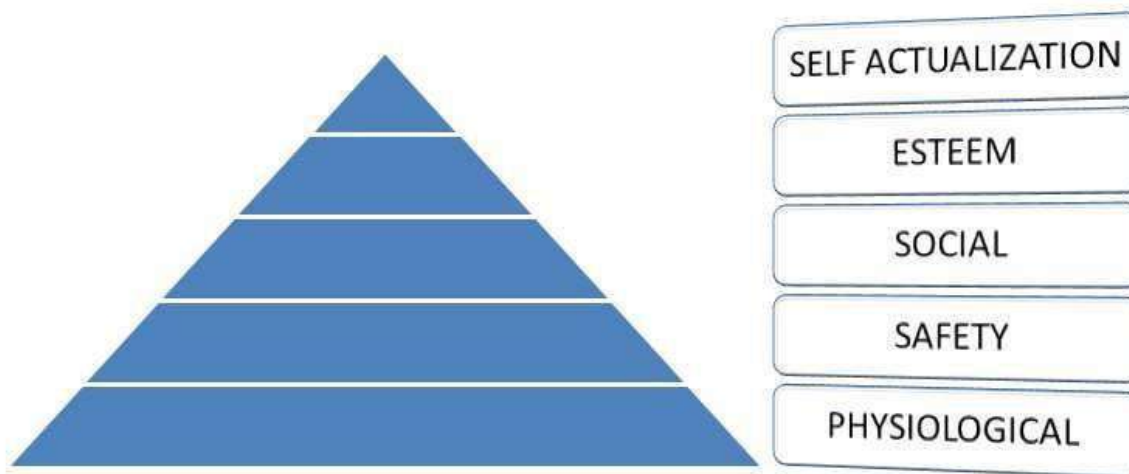 SELF ACTUALIZATION
ESTEEM
SOCIAL
SAFETY
PHYSIOLOGICAL